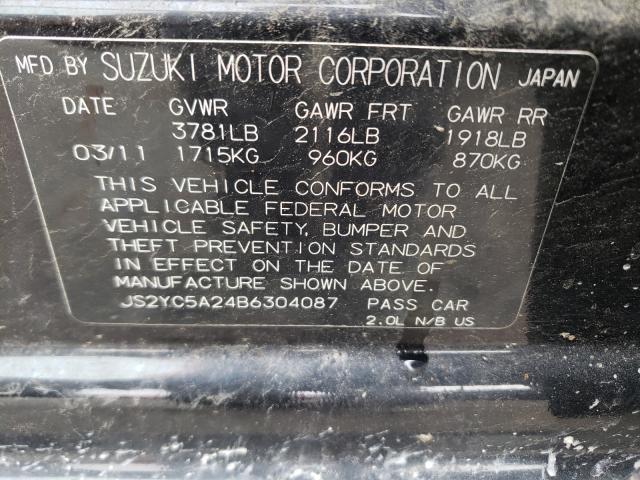 MFD BY SUZUKI MOTOR CORPORATION JAPAN
DATE GVWR GAWR FRT GAWR RR
3781LB 2116LB 1918LB
03/11 1715KG 960KG 870KG
THIS VEHICLE CONFORMS TO ALL
APPLICABLE FEDERAL MOTOR
VEHICLE SAFETY, BUMPER AND
THEFT PREVENTION STANDARDS
IN EFFECT ON THE DATE OF
MANUFACTURE SHOWN ABOVE.
JS2YC5A24B6304087 PASS CAR
2.0L N/B US